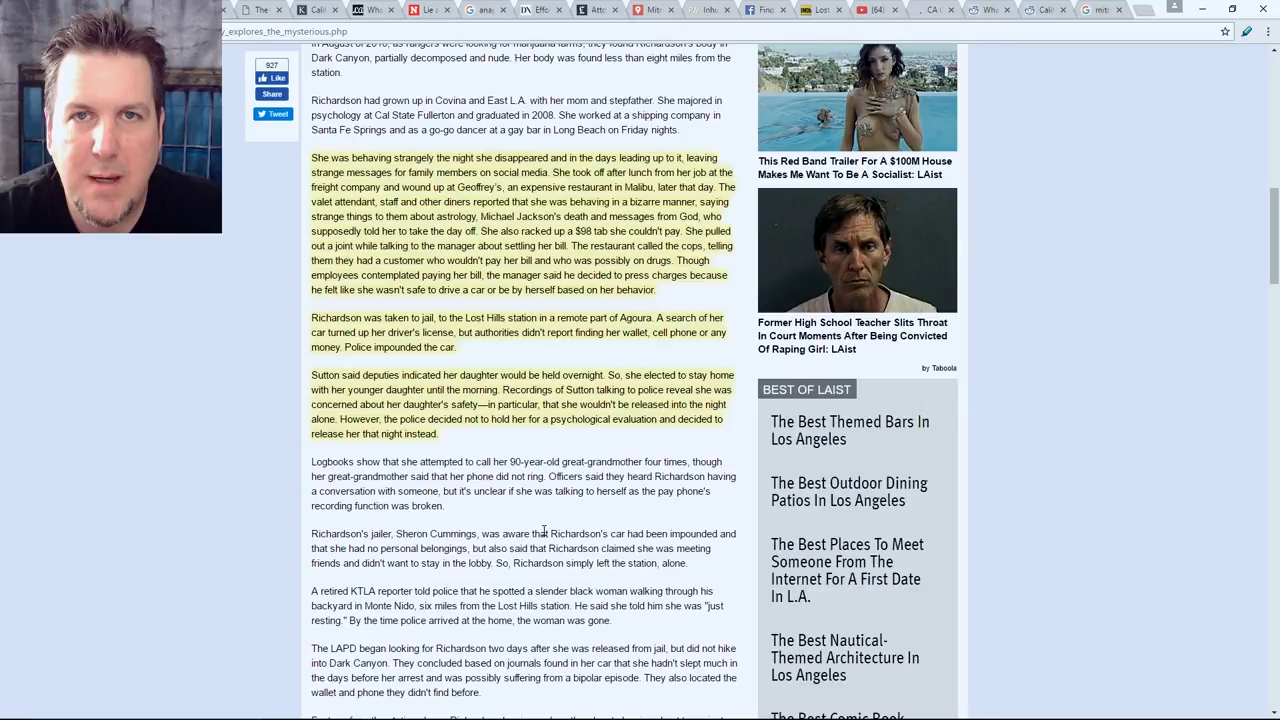 The
Kalif
Wha
Lie a
anaç
Effo
Atto
Mitr
Inhu
Find
Lost
(64)
CA C
Udei
Calif
mitr
y_explores_the_mysterious.php
927
Like
Share
Tweet
In August of 2010, as rangers were looking for marijuana farms, they found Richardson's body in
Dark Canyon, partially decomposed and nude. Her body was found less than eight miles from the
station.
Richardson had grown up in Covina and East L.A. with her mom and stepfather. She majored in
psychology at Cal State Fullerton and graduated in 2008. She worked at a shipping company in
Santa Fe Springs and as a go-go dancer at a gay bar in Long Beach on Friday nights.
She was behaving strangely the night she disappeared and in the days leading up to it, leaving
strange messages for family members on social media. She took off after lunch from her job at the
freight company and wound up at Geoffrey's, an expensive restaurant in Malibu, later that day. The
valet attendant, staff and other diners reported that she was behaving in a bizarre manner, saying
strange things to them about astrology, Michael Jackson's death and messages from God, who
supposedly told her to take the day off. She also racked up a $98 tab she couldn't pay. She pulled
out a joint while talking to the manager about settling her bill. The restaurant called the cops, telling
them they had a customer who wouldn't pay her bill and who was possibly on drugs. Though
employees contemplated paying her bill, the manager said he decided to press charges because
he felt like she wasn't safe to drive a car or be by herself based on her behavior.
Richardson was taken to jail, to the Lost Hills station in a remote part of Agoura. A search of her
car turned up her driver's license, but authorities didn't report finding her wallet, cell phone or any
money. Police impounded the car.
Sutton said deputies indicated her daughter would be held overnight. So, she elected to stay home
with her younger daughter until the morning. Recordings of Sutton talking to police reveal she was
concerned about her daughter's safety—in particular, that she wouldn't be released into the night
alone. However, the police decided not to hold her for a psychological evaluation and decided to
release her that night instead.
Logbooks show that she attempted to call her 90-year-old great-grandmother four times, though
her great-grandmother said that her phone did not ring. Officers said they heard Richardson having
a conversation with someone, but it's unclear if she was talking to herself as the pay phone's
recording function was broken.
Richardson's jailer, Sheron Cummings, was aware that Richardson's car had been impounded and
that she had no personal belongings, but also said that Richardson claimed she was meeting
friends and didn't want to stay in the lobby. So, Richardson simply left the station, alone.
A retired KTLA reporter told police that he spotted a slender black woman walking through his
backyard in Monte Nido, six miles from the Lost Hills station. He said she told him she was "just
resting." By the time police arrived at the home, the woman was gone.
The LAPD began looking for Richardson two days after she was released from jail, but did not hike
into Dark Canyon. They concluded based on journals found in her car that she hadn't slept much in
the days before her arrest and was possibly suffering from a bipolar episode. They also located the
wallet and phone they didn't find before.
This Red Band Trailer For A $100M House
Makes Me Want To Be A Socialist: LAist
Former High School Teacher Slits Throat
In Court Moments After Being Convicted
Of Raping Girl: LAist
by Taboola
BEST OF LAIST
The Best Themed Bars In
Los Angeles
The Best Outdoor Dining
Patios In Los Angeles
The Best Places To Meet
Someone From The
Internet For A First Date
In L.A.
The Best Nautical-
Themed Architecture In
Los Angeles
The Best Comic Book